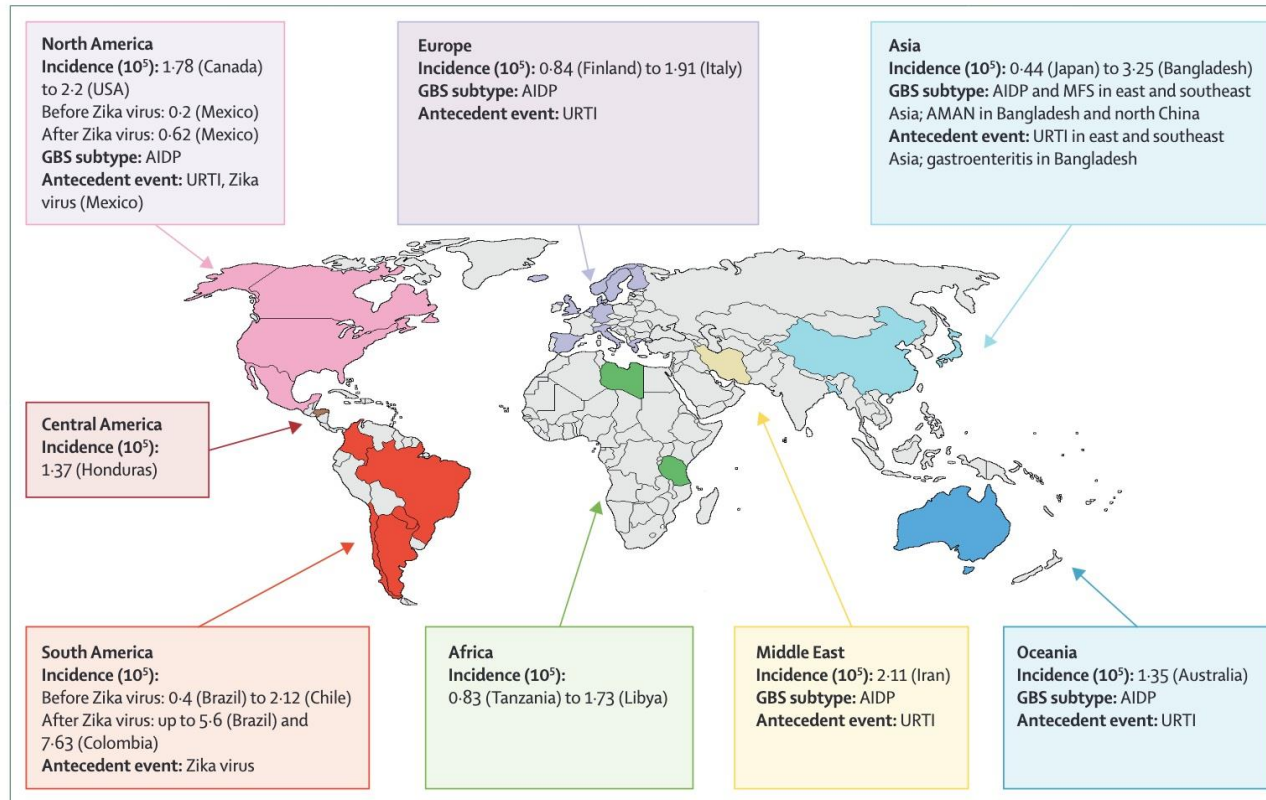 North America
Incidence (10⁵): 1·78 (Canada)
to 2·2 (USA)
Before Zika virus: 0·2 (Mexico)
After Zika virus: 0·62 (Mexico)
GBS subtype: AIDP
Antecedent event: URTI, Zika
virus (Mexico)
Europe
Incidence (10⁵): 0·84 (Finland) to 1·91 (Italy)
GBS subtype: AIDP
Antecedent event: URTI
Asia
Incidence (10⁵): 0·44 (Japan) to 3·25 (Bangladesh)
GBS subtype: AIDP and MFS in east and southeast
Asia; AMAN in Bangladesh and north China
Antecedent event: URTI in east and southeast
Asia; gastroenteritis in Bangladesh
Central America
Incidence (10⁵):
1·37 (Honduras)
South America
Incidence (10⁵):
Before Zika virus: 0·4 (Brazil) to 2·12 (Chile)
After Zika virus: up to 5·6 (Brazil) and
7·63 (Colombia)
Antecedent event: Zika virus
Africa
Incidence (10⁵):
0·83 (Tanzania) to 1·73 (Libya)
Middle East
Incidence (10⁵): 2·11 (Iran)
GBS subtype: AIDP
Antecedent event: URTI
Oceania
Incidence (10⁵): 1·35 (Australia)
GBS subtype: AIDP
Antecedent event: URTI